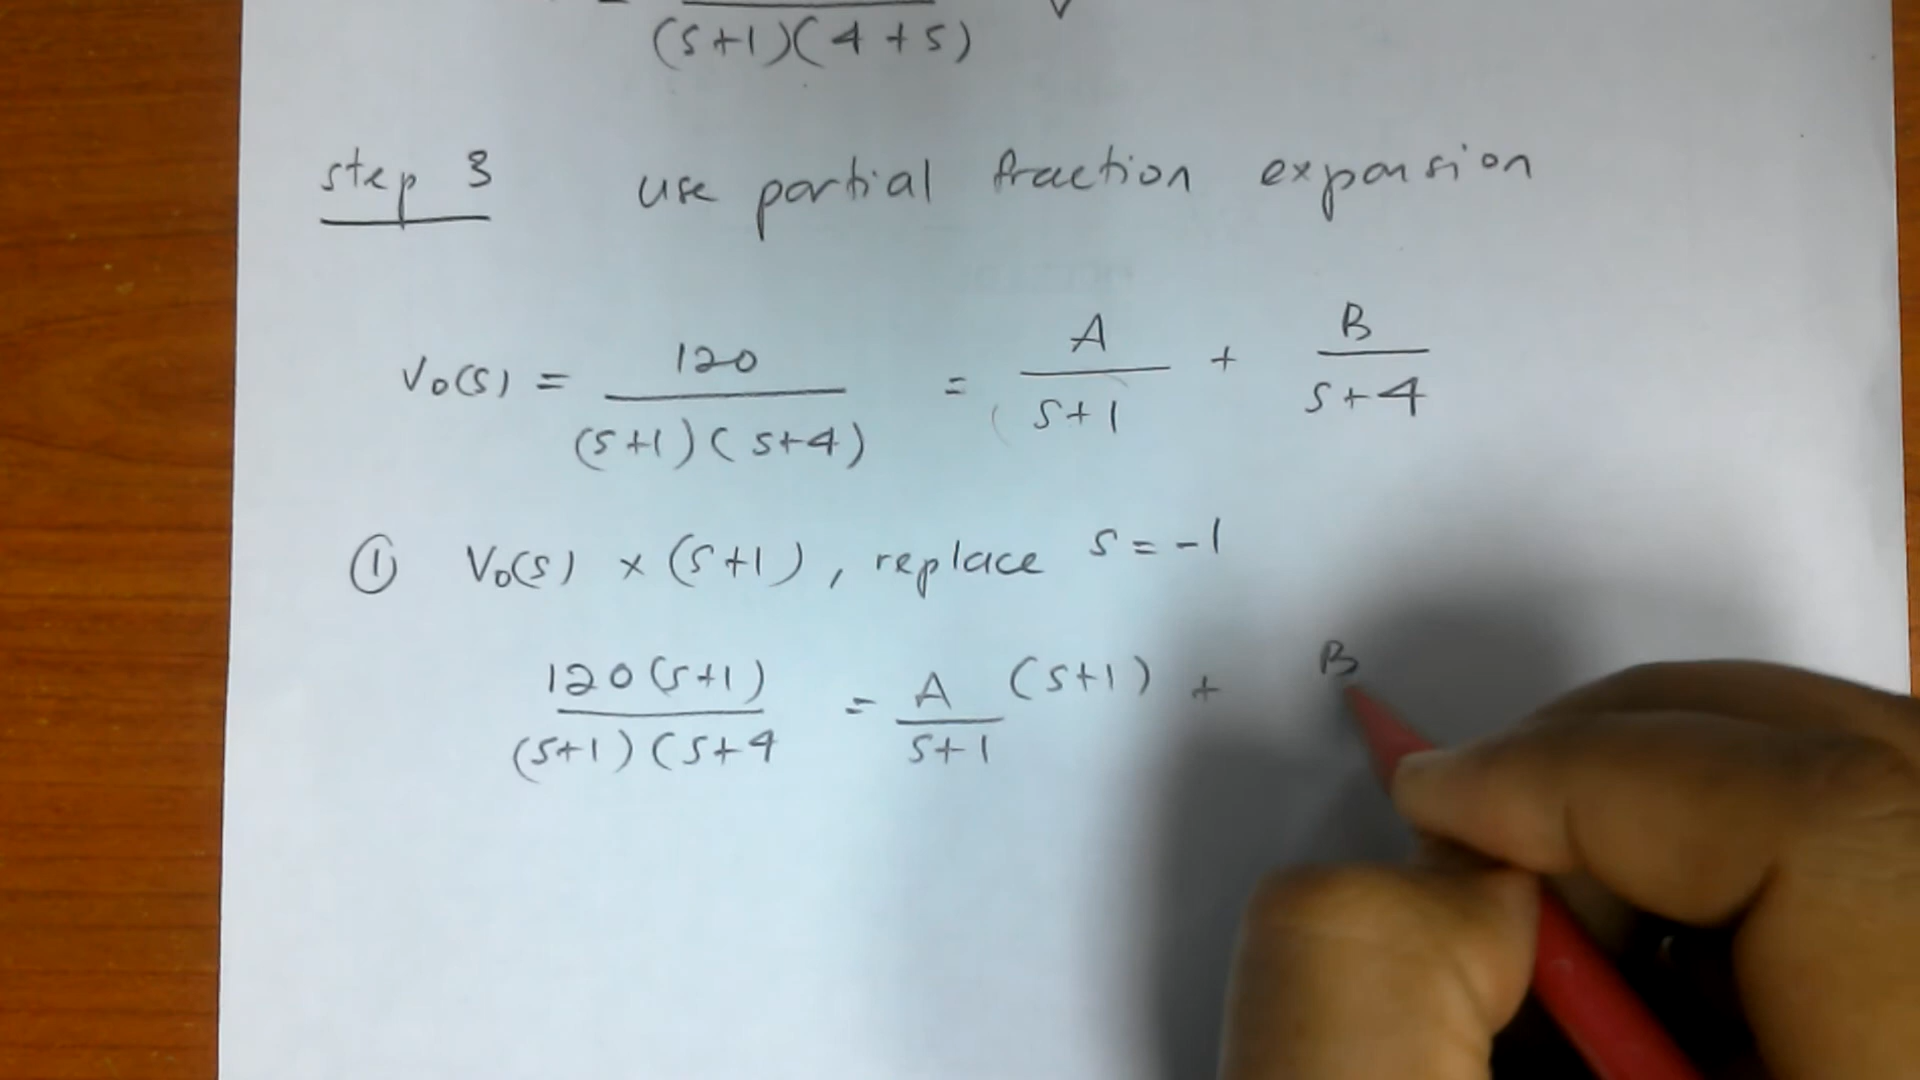 (s+1)(4+s)
step 3 use partial fraction expansion
Vo(s) = 120 / (s+1)(s+4) = A / s+1 + B / s+4
① Vo(s) × (s+1), replace s = -1
120(s+1) / (s+1)(s+4 = A / s+1 (s+1) + B